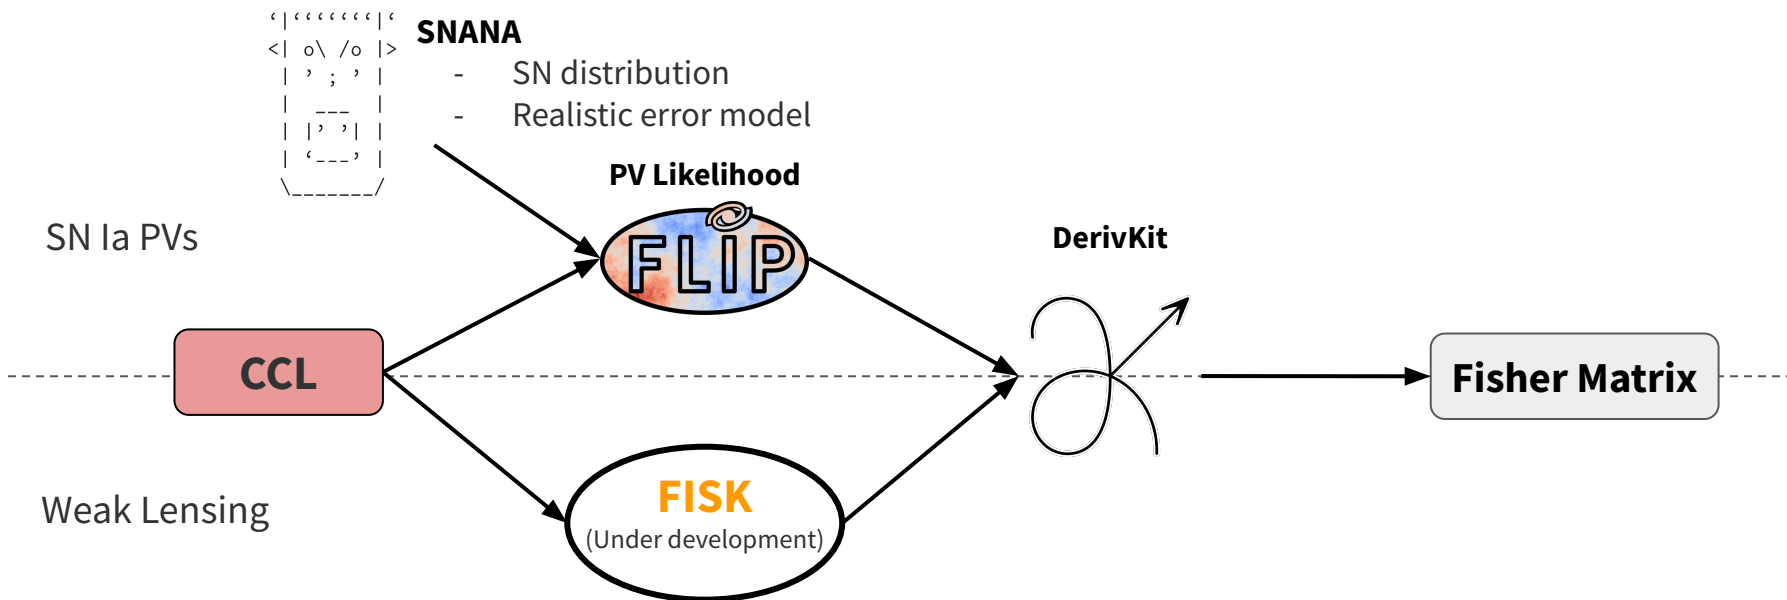 SNANA
- SN distribution
- Realistic error model
PV Likelihood
FLIP
SN Ia PVs
DerivKit
CCL
Fisher Matrix
FISK
(Under development)
Weak Lensing